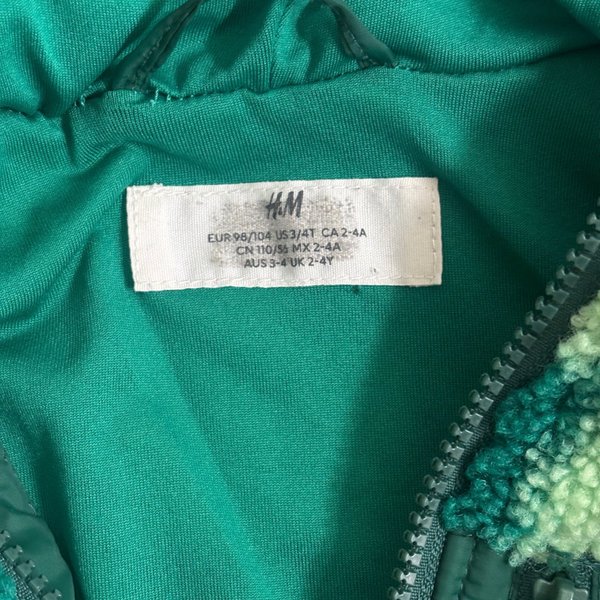 H&M
EUR 98/104 US 3/4T CA 2-4A
CN 110/56 MX 2-4A
AUS 3-4 UK 2-4Y